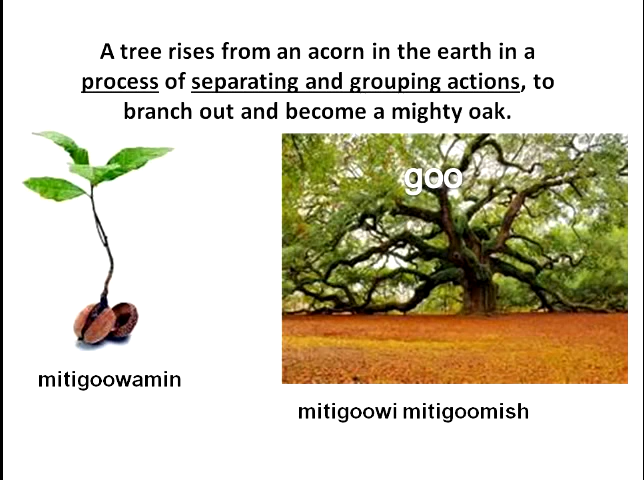 A tree rises from an acorn in the earth in a
process of separating and grouping actions, to
branch out and become a mighty oak.
goo
mitigoowamin
mitigoowi mitigoomish